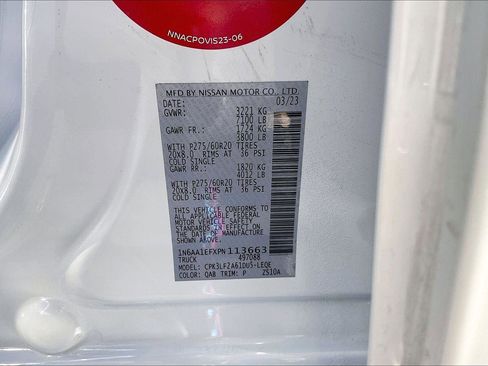 NNACPOVIS23-06
MFD BY NISSAN MOTOR CO., LTD.
DATE: 03/23
GVWR: 3221 KG
7100 LB
GAWR FR.: 1724 KG
3800 LB
WITH P275/60R20 TIRES
20X8.0 RIMS AT 36 PSI
COLD SINGLE
GAWR RR.: 1820 KG
4012 LB
WITH P275/60R20 TIRES
20X8.0 RIMS AT 36 PSI
COLD SINGLE
THIS VEHICLE CONFORMS TO
ALL APPLICABLE FEDERAL
MOTOR VEHICLE SAFETY
STANDARDS IN EFFECT ON
THE DATE OF MANUFACTURE
SHOWN ABOVE.
1N6AA1EFXPN113663
TRUCK 497088
MODEL: CPK3LF2A61DU5-LEQE
COLOR: QAB TRIM: P ZS10A